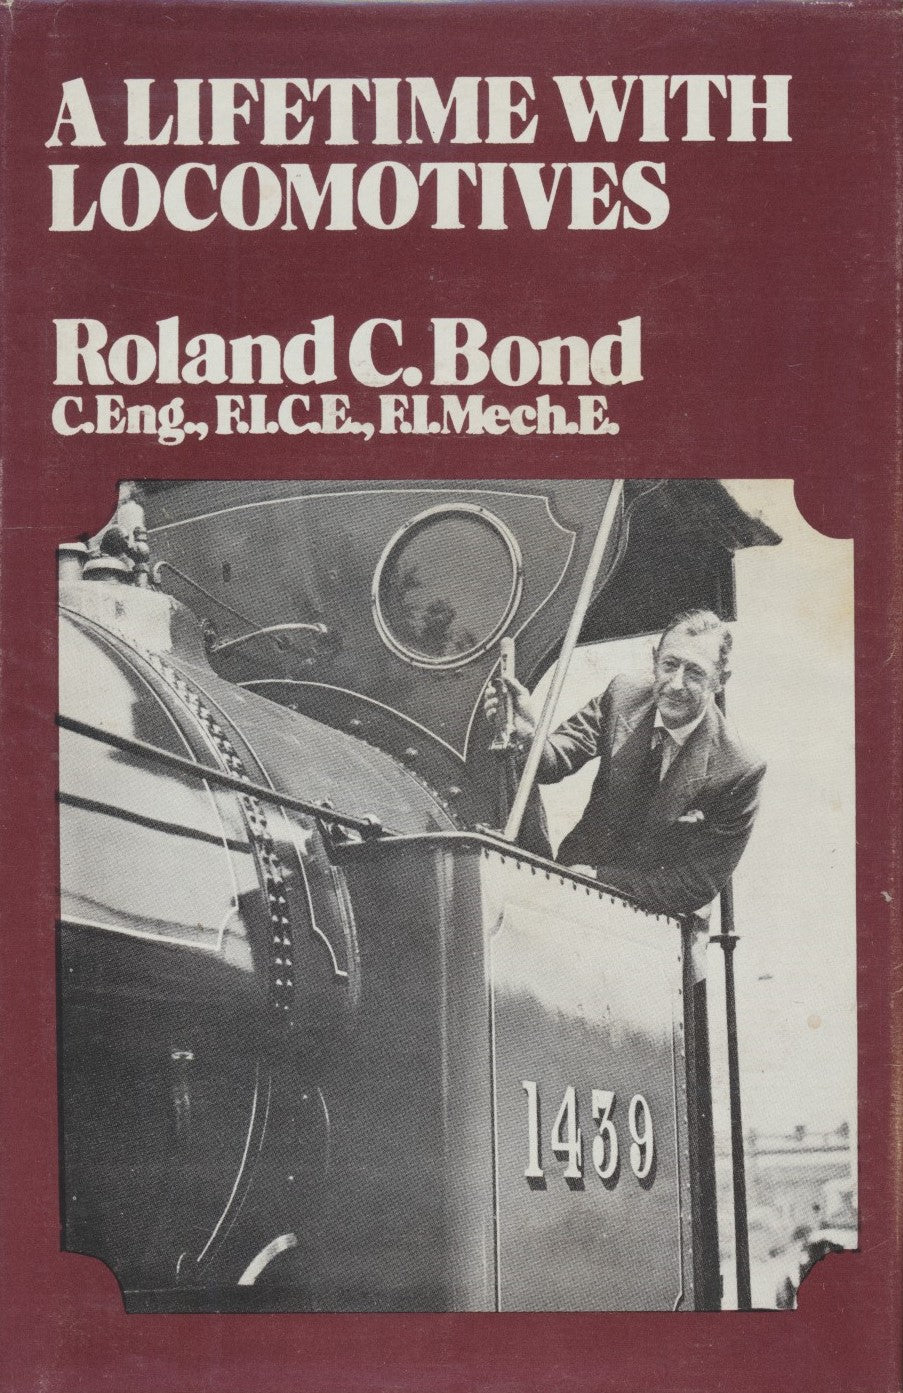 A LIFETIME WITH
LOCOMOTIVES
Roland C. Bond
C.Eng., F.I.C.E., F.I.Mech.E.
1439